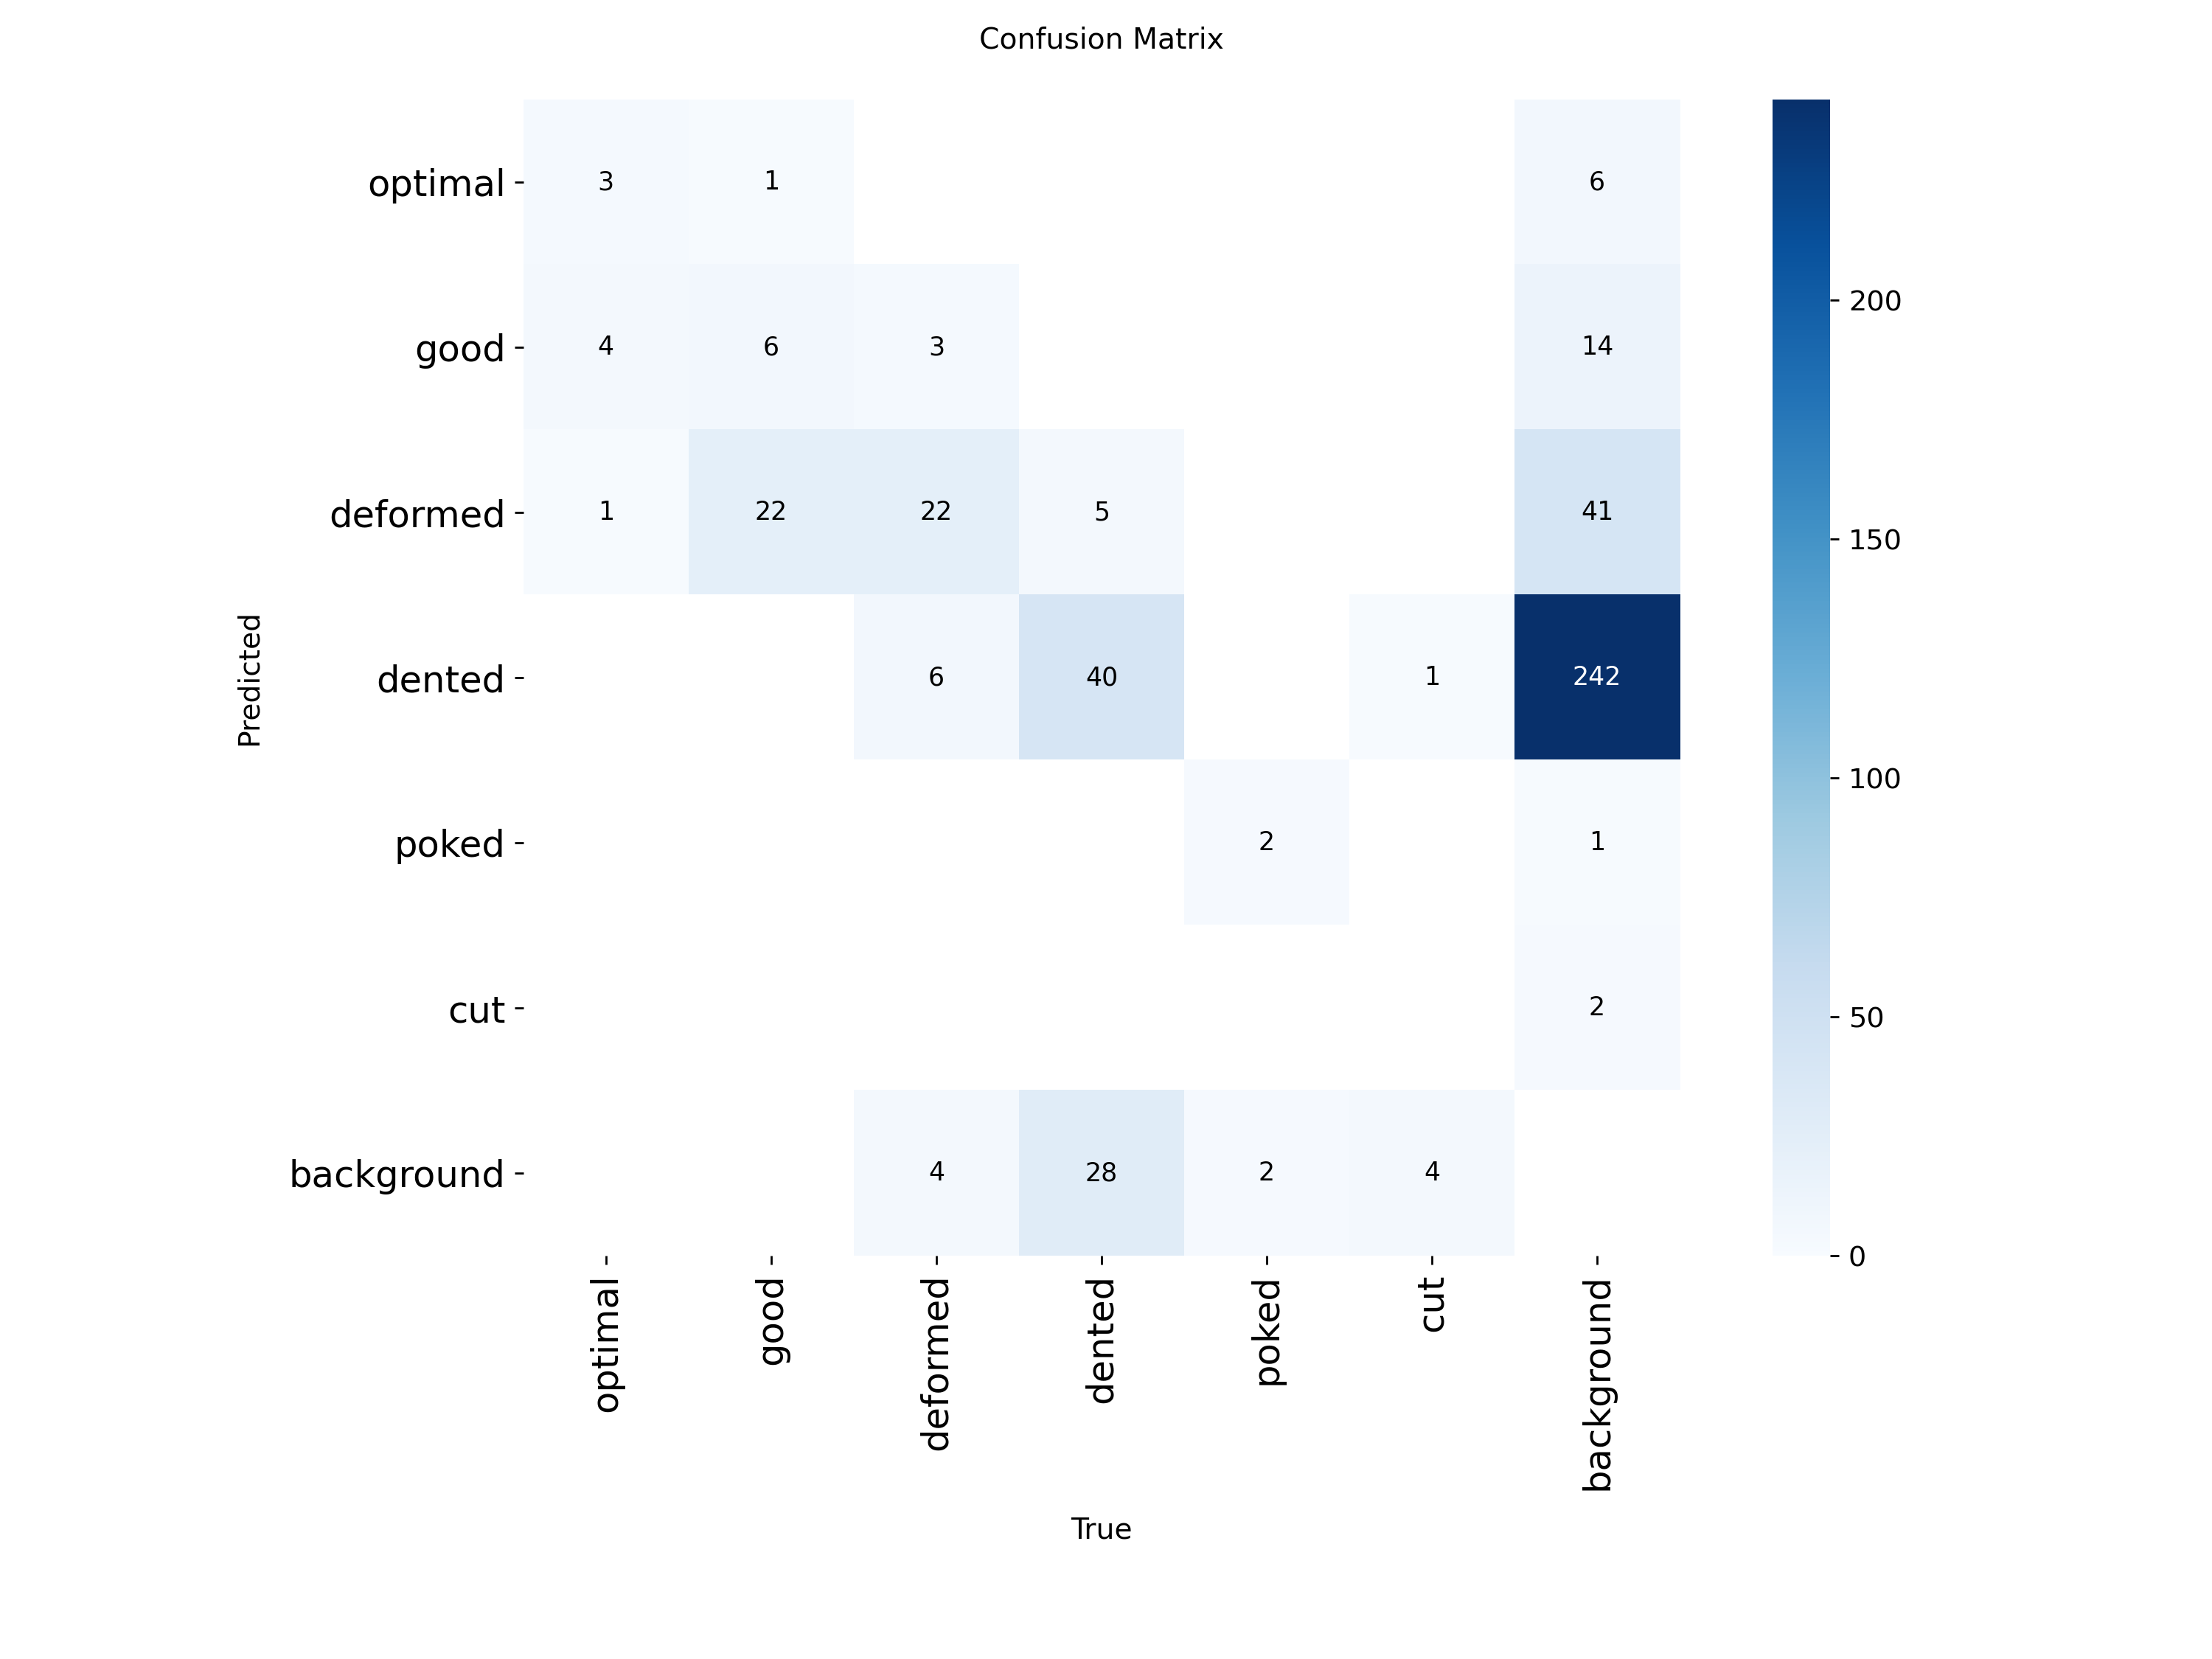 Confusion Matrix
optimal 3 1 6
good 4 6 3 14 200
deformed 1 22 22 5 41 150
Predicted
dented 6 40 1 242
100
poked 2 1
cut 2
50
background 4 28 2 4
0
optimal good deformed dented poked cut background
True